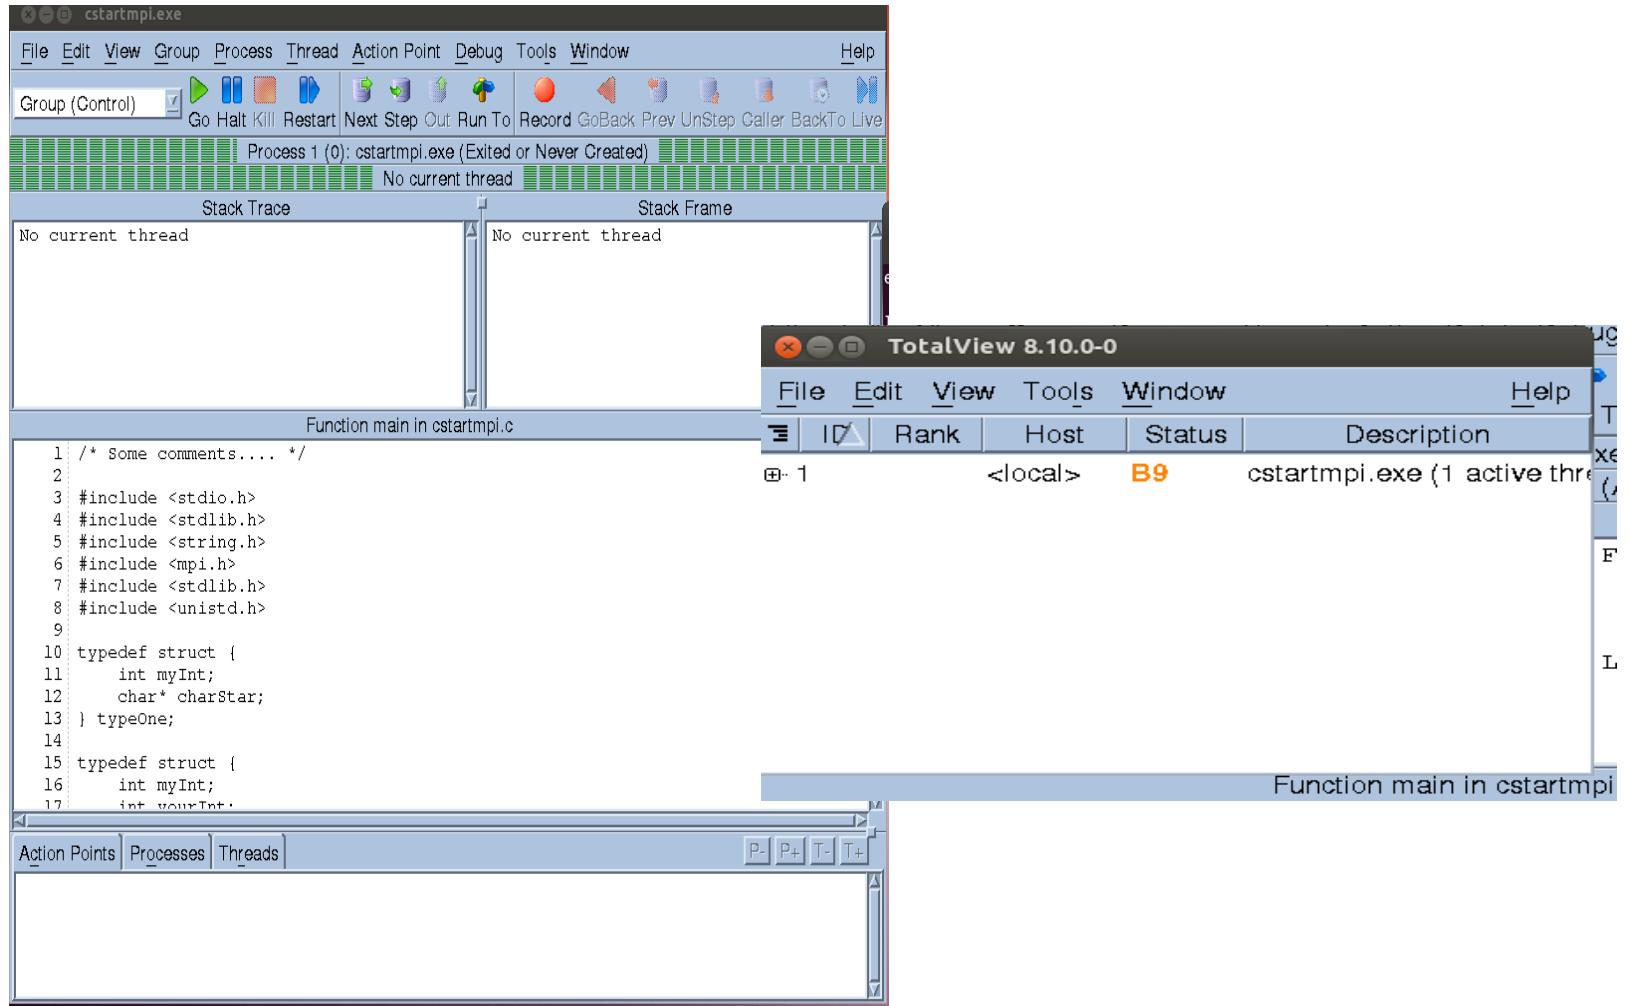 cstartmpi.exe
File Edit View Group Process Thread Action Point Debug Tools Window Help
Group (Control) Go Halt Kill Restart Next Step Out Run To Record GoBack Prev UnStep Caller BackTo Live
Process 1 (0): cstartmpi.exe (Exited or Never Created)
No current thread
Stack Trace Stack Frame
No current thread No current thread
Function main in cstartmpi.c
1 /* Some comments.... */
2
3 #include <stdio.h>
4 #include <stdlib.h>
5 #include <string.h>
6 #include <mpi.h>
7 #include <stdlib.h>
8 #include <unistd.h>
9
10 typedef struct {
11 int myInt;
12 char* charStar;
13 } typeOne;
14
15 typedef struct {
16 int myInt;
17 int yourInt;
Action Points Processes Threads P- P+ T- T+
TotalView 8.10.0-0
File Edit View Tools Window Help
ID Rank Host Status Description
1 <local> B9 cstartmpi.exe (1 active thre
Function main in cstartmpi